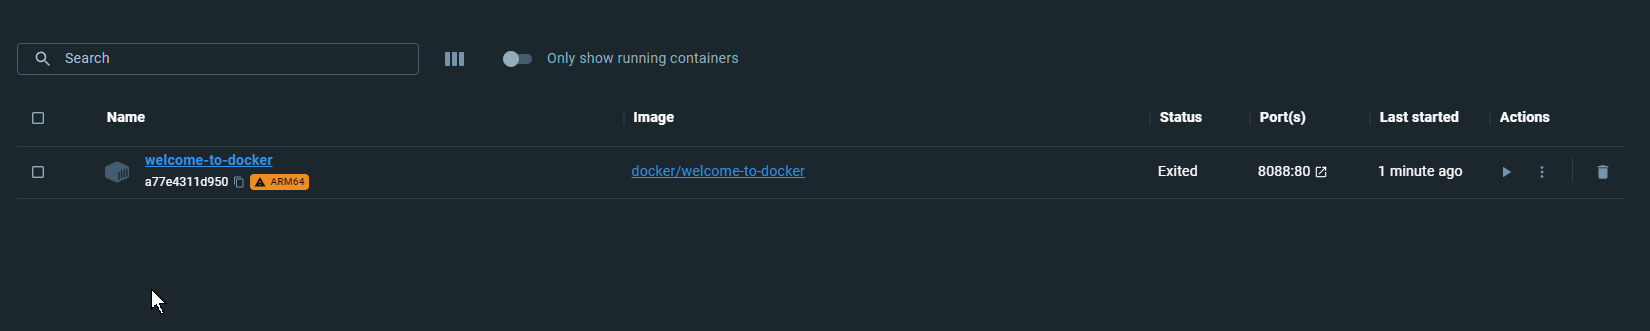 Search
Only show running containers
Name Image Status Port(s) Last started Actions
welcome-to-docker
a77e4311d950 ARM64
docker/welcome-to-docker Exited 8088:80 1 minute ago